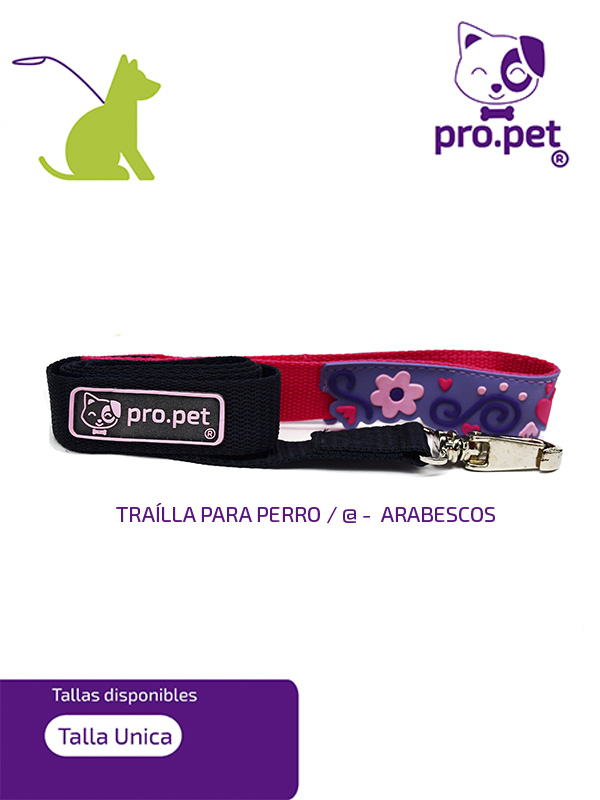 pro.pet
®
pro.pet
®
TRAÍLLA PARA PERRO / @ - ARABESCOS
Tallas disponibles
Talla Unica